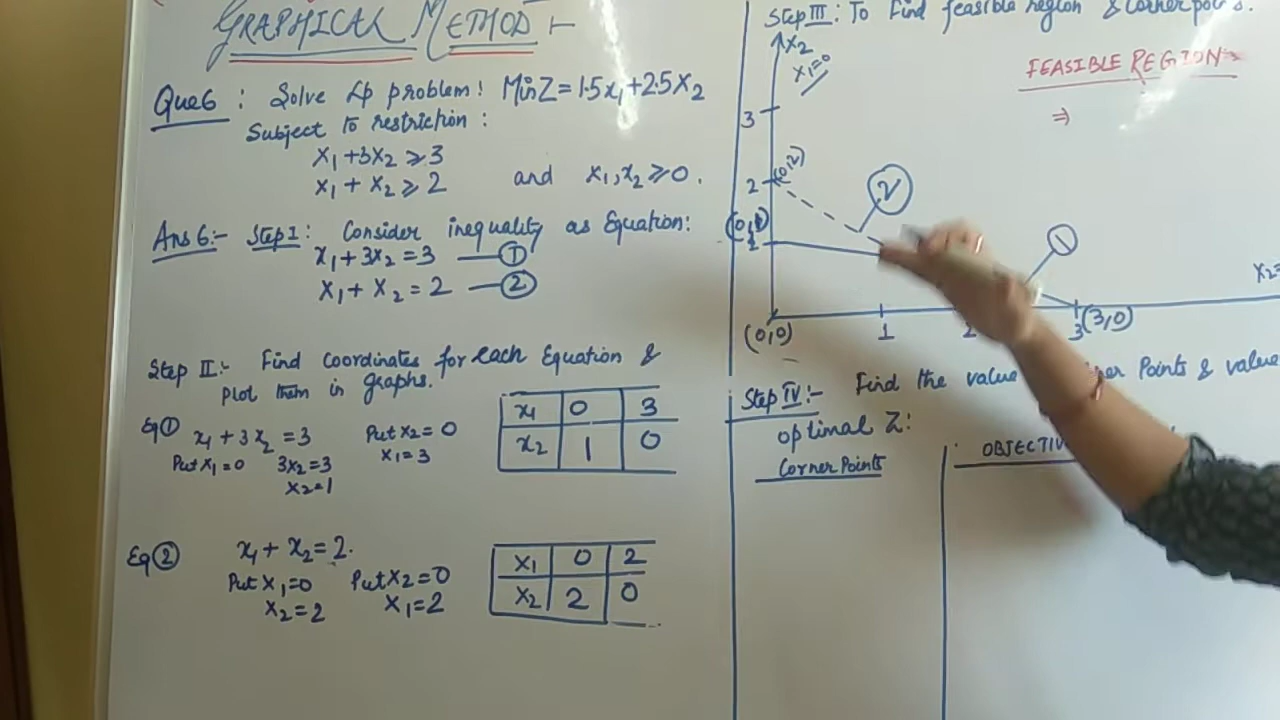 GRAPHICAL METHOD :-
Que6 : Solve Lp problem! Min Z = 1.5x₁ + 2.5X₂
Subject to restriction :
X₁ + 3X₂ ⩾ 3
X₁ + X₂ ⩾ 2 and X₁, X₂ ⩾ 0.
Ans 6:- Step I: Consider inequality as Equation:
X₁ + 3X₂ = 3 — ①
X₁ + X₂ = 2 — ②
Step II:- Find Coordinates for each Equation &
plot them in graphs.
Eq ① x₁ + 3x₂ = 3 Put X₂ = 0
Put X₁ = 0 3X₂ = 3 X₁ = 3
X₂ = 1
x₁ 0 3
x₂ 1 0
Eq ② x₁ + X₂ = 2.
Put X₁ = 0 Put X₂ = 0
X₂ = 2 X₁ = 2
X₁ 0 2
X₂ 2 0
Step III : To Find feasible region & Corner
X₂
X₁ = 0
FEASIBLE REGION
⇒
3
2 (0,2)
②
1
①
X₂=
(0,0) 1 2 3 (3,0)
Step IV :- Find the value Points & value
optimal Z:
Corner Points